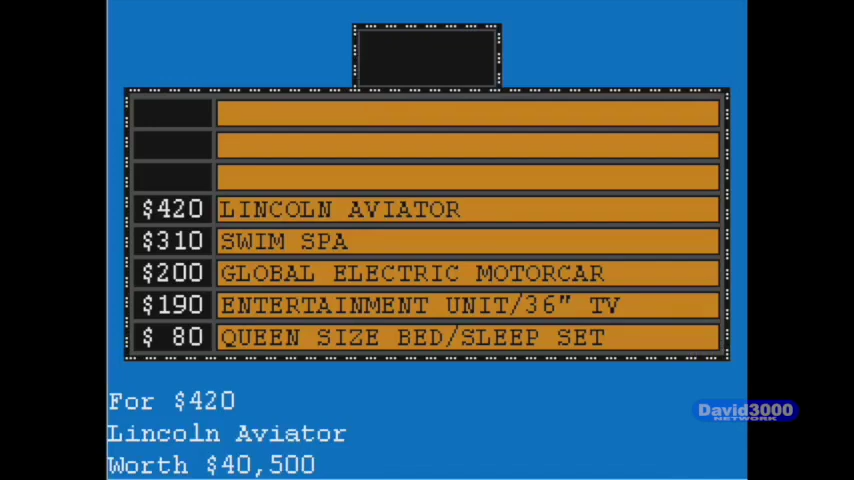 $420 LINCOLN AVIATOR
$310 SWIM SPA
$200 GLOBAL ELECTRIC MOTORCAR
$190 ENTERTAINMENT UNIT/36" TV
$ 80 QUEEN SIZE BED/SLEEP SET
For $420
Lincoln Aviator
Worth $40,500
David3000
NETWORK